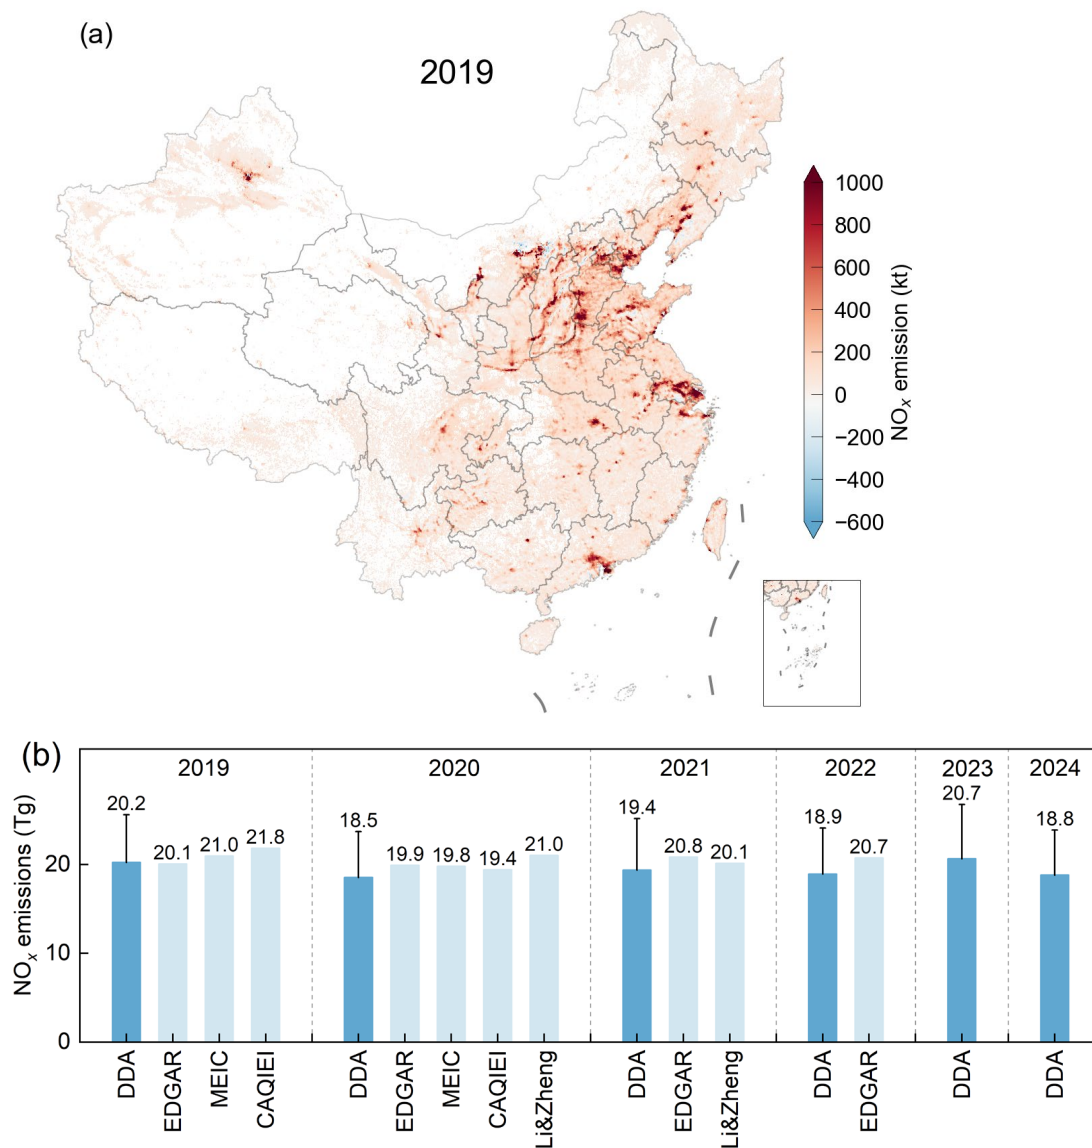 (a)
2019
1000
800
600
400
200
0
−200
−400
−600
NOx emission (kt)
(b)
2019 2020 2021 2022 2023 2024
20.2 20.1 21.0 21.8 18.5 19.9 19.8 19.4 21.0 19.4 20.8 20.1 18.9 20.7 20.7 18.8
20
10
0
NOx emissions (Tg)
DDA EDGAR MEIC CAQIEI DDA EDGAR MEIC CAQIEI Li&Zheng DDA EDGAR Li&Zheng DDA EDGAR DDA DDA